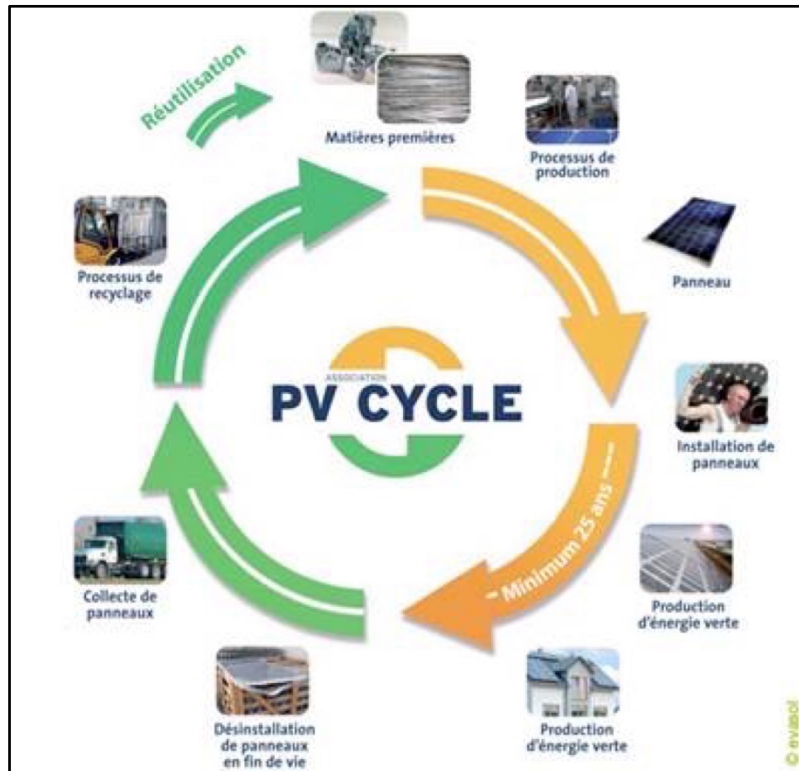 Réutilisation
Matières premières
Processus de
production
Panneau
Installation de
panneaux
Minimum 25 ans
Production
d'énergie verte
Production
d'énergie verte
Désinstallation
de panneaux
en fin de vie
Collecte de
panneaux
Processus de
recyclage
ASSOCIATION
PV CYCLE
© evasol